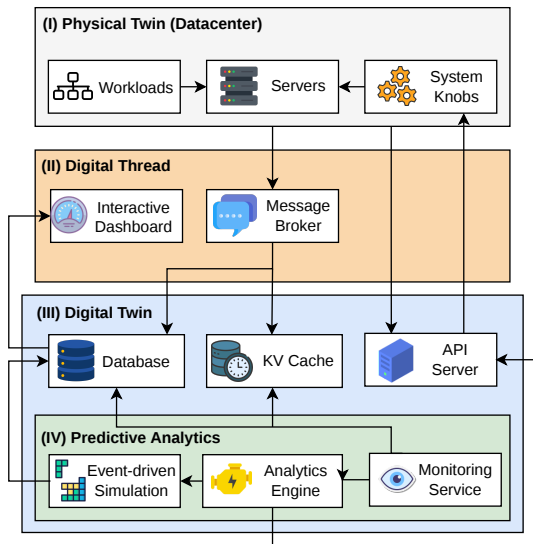 (I) Physical Twin (Datacenter)
Workloads
Servers
System
Knobs
(II) Digital Thread
Interactive
Dashboard
Message
Broker
(III) Digital Twin
Database
KV Cache
API
Server
(IV) Predictive Analytics
Event-driven
Simulation
Analytics
Engine
Monitoring
Service